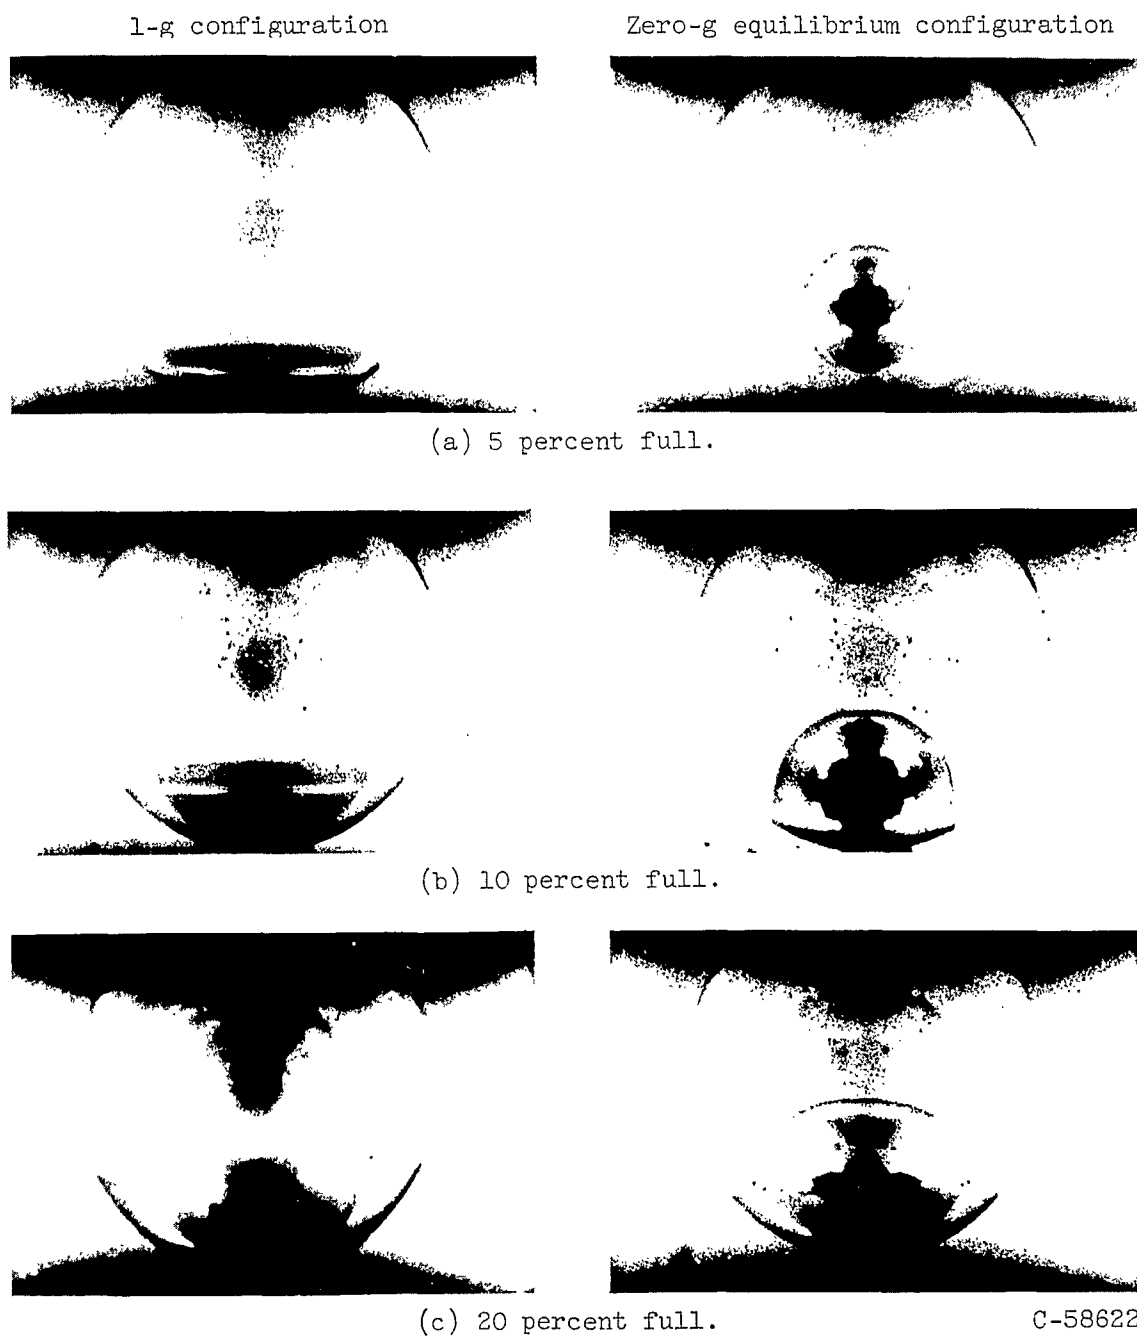 1-g configuration
Zero-g equilibrium configuration
(a) 5 percent full.
(b) 10 percent full.
(c) 20 percent full.
C-58622